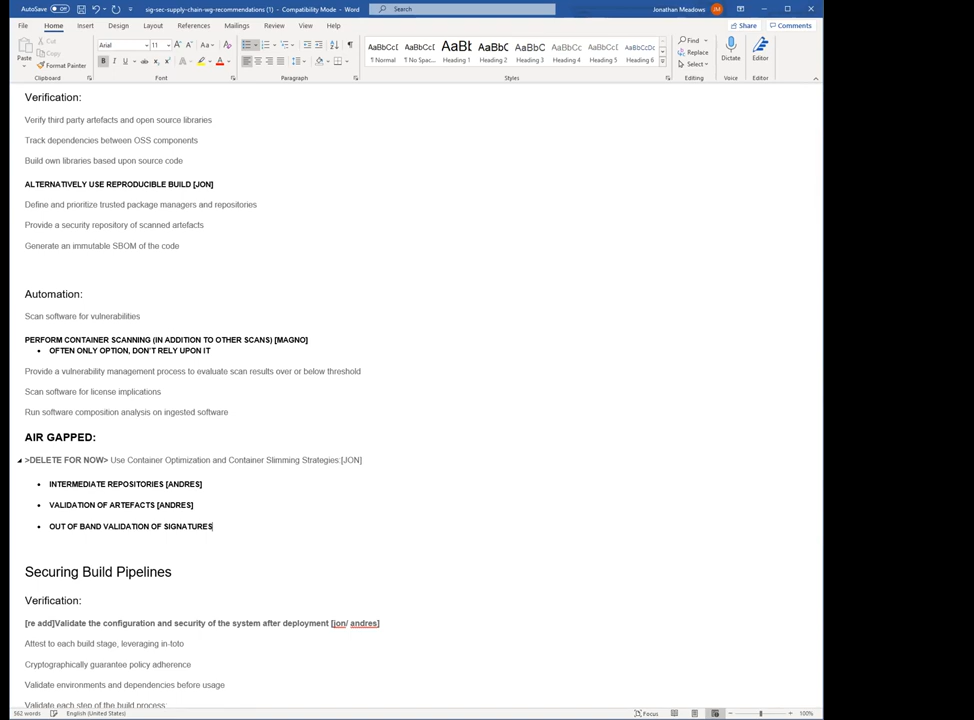 AutoSave Off sig-sec-supply-chain-wg-recommendations (1) - Compatibility Mode - Word Search Jonathan Meadows JM
File Home Insert Design Layout References Mailings Review View Help Share Comments
Paste Cut Copy Format Painter
Arial 11
AaBbCcI ¶ Normal AaBbCcI ¶ No Spac... AaBb Heading 1 AaBbC Heading 2 AaBbC Heading 3 AaBbCc Heading 4 AaBbCcI Heading 5 AaBbCcDc Heading 6
Find Replace Select Dictate Editor
Clipboard Font Paragraph Styles Editing Voice Editor
Verification:
Verify third party artefacts and open source libraries
Track dependencies between OSS components
Build own libraries based upon source code
ALTERNATIVELY USE REPRODUCIBLE BUILD [JON]
Define and prioritize trusted package managers and repositories
Provide a security repository of scanned artefacts
Generate an immutable SBOM of the code
Automation:
Scan software for vulnerabilities
PERFORM CONTAINER SCANNING (IN ADDITION TO OTHER SCANS) [MAGNO]
• OFTEN ONLY OPTION, DON'T RELY UPON IT
Provide a vulnerability management process to evaluate scan results over or below threshold
Scan software for license implications
Run software composition analysis on ingested software
AIR GAPPED:
>DELETE FOR NOW> Use Container Optimization and Container Slimming Strategies:[JON]
• INTERMEDIATE REPOSITORIES [ANDRES]
• VALIDATION OF ARTEFACTS [ANDRES]
• OUT OF BAND VALIDATION OF SIGNATURES
Securing Build Pipelines
Verification:
[re add]Validate the configuration and security of the system after deployment [jon/ andres]
Attest to each build stage, leveraging in-toto
Cryptographically guarantee policy adherence
Validate environments and dependencies before usage
Validate each step of the build process:
562 words English (United States) Focus 100%